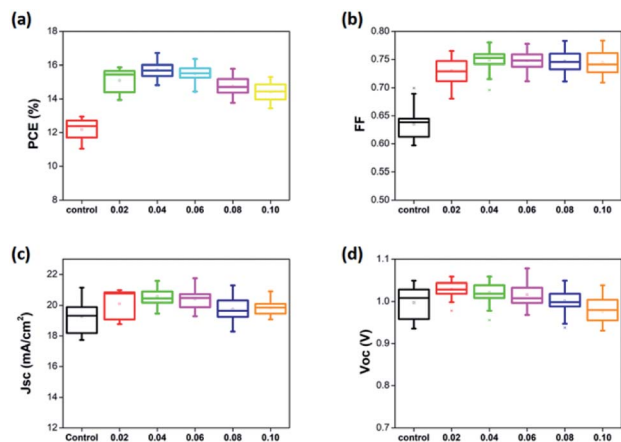 (a)
PCE (%)
18
16
14
12
10
8
control 0.02 0.04 0.06 0.08 0.10
(b)
FF
0.80
0.75
0.70
0.65
0.60
0.55
0.50
control 0.02 0.04 0.06 0.08 0.10
(c)
Jsc (mA/cm²)
22
20
18
16
14
Control 0.02 0.04 0.06 0.08 0.10
(d)
Voc (V)
1.1
1.0
0.9
0.8
0.7
Control 0.02 0.04 0.06 0.08 0.10